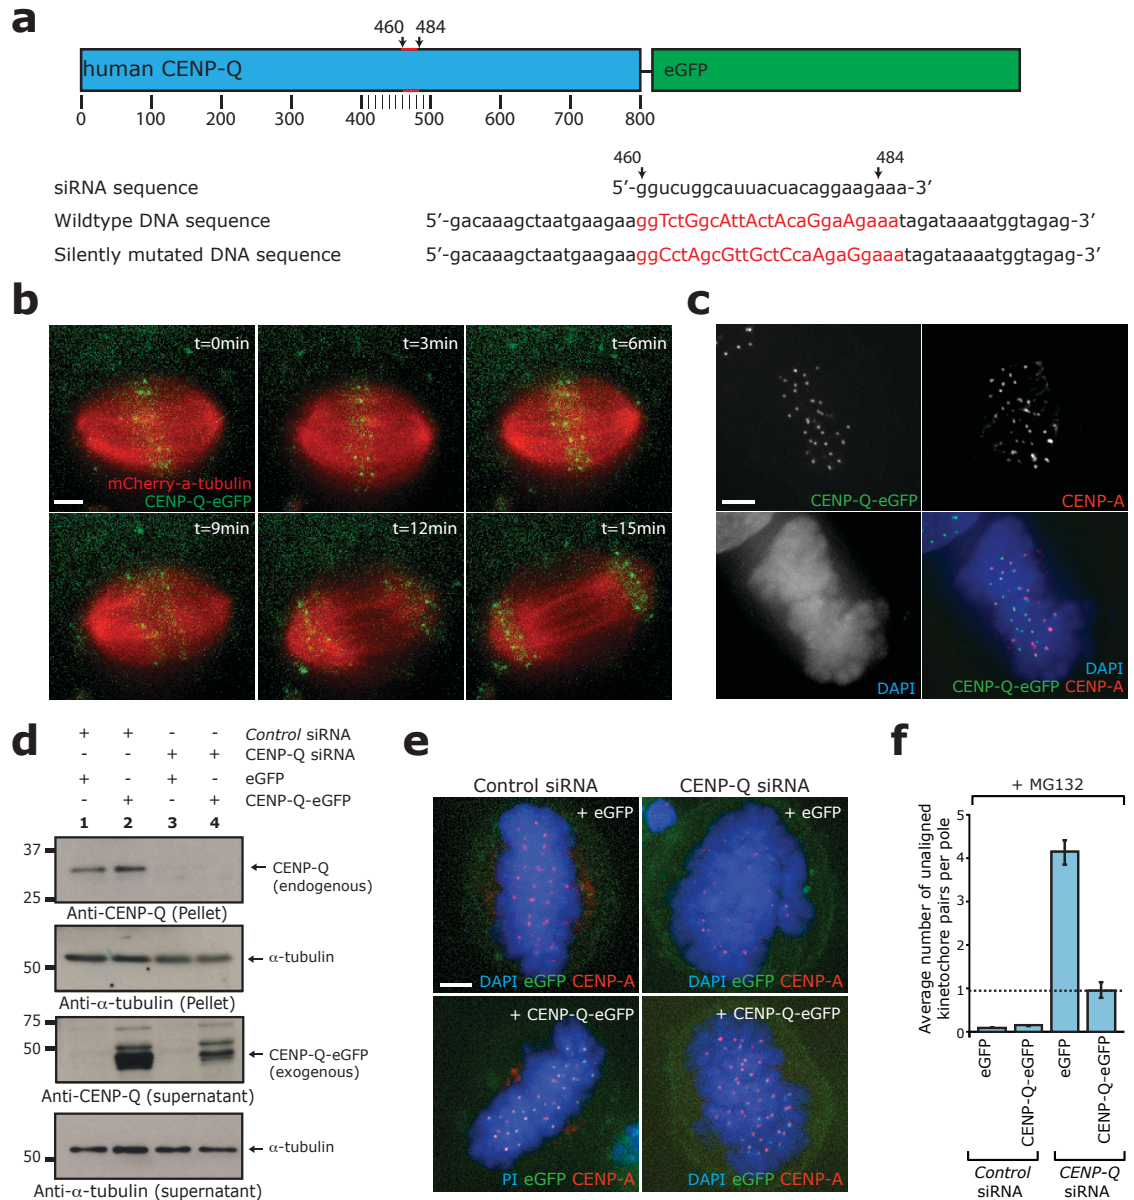 a
460 484
human CENP-Q
eGFP
0 100 200 300 400 500 600 700 800
460 484
siRNA sequence 5’-ggucuggcauuacuacaggaagaaa-3’
Wildtype DNA sequence 5’-gacaaagctaatgaagaaggTctGgcAttActAcaGgaAgaaatagataaaatggtagag-3’
Silently mutated DNA sequence 5’-gacaaagctaatgaagaaggCctAgcGttGctCcaAgaGgaaatagataaaatggtagag-3’
b
t=0min
mCherry-a-tubulin
CENP-Q-eGFP
t=3min
t=6min
t=9min
t=12min
t=15min
c
CENP-Q-eGFP
CENP-A
DAPI
DAPI
CENP-Q-eGFP CENP-A
d
+ + - - Control siRNA
- - + + CENP-Q siRNA
+ - + - eGFP
- + - + CENP-Q-eGFP
1 2 3 4
37
25
CENP-Q
(endogenous)
Anti-CENP-Q (Pellet)
50
α-tubulin
Anti-α-tubulin (Pellet)
75
50
CENP-Q-eGFP
(exogenous)
Anti-CENP-Q (supernatant)
50
α-tubulin
Anti-α-tubulin (supernatant)
e
Control siRNA
CENP-Q siRNA
+ eGFP
DAPI eGFP CENP-A
+ eGFP
DAPI eGFP CENP-A
+ CENP-Q-eGFP
PI eGFP CENP-A
+ CENP-Q-eGFP
DAPI eGFP CENP-A
f
+ MG132
Average number of unaligned
kinetochore pairs per pole
5
4
3
2
1
0
eGFP
CENP-Q-eGFP
eGFP
CENP-Q-eGFP
Control
siRNA
CENP-Q
siRNA